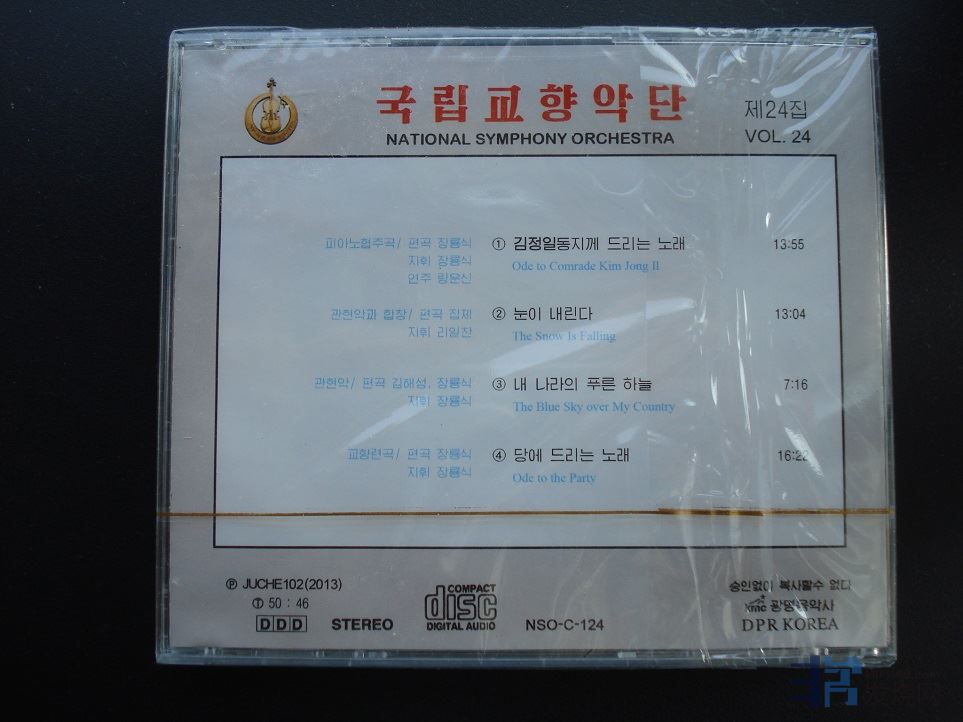 국립교향악단
NATIONAL SYMPHONY ORCHESTRA
제24집
VOL. 24
피아노협주곡/ 편곡 장룡식
지휘 장룡식
연주 량운신
① 김정일동지께 드리는 노래 13:55
Ode to Comrade Kim Jong Il
관현악과 합창/ 편곡 집체
지휘 리일찬
② 눈이 내린다 13:04
The Snow Is Falling
관현악/ 편곡 김해성, 장룡식
지휘 장룡식
③ 내 나라의 푸른 하늘 7:16
The Blue Sky over My Country
교향련곡/ 편곡 장룡식
지휘 장룡식
④ 당에 드리는 노래 16:22
Ode to the Party
Ⓟ JUCHE102(2013)
Ⓣ 50 : 46
DDD STEREO
COMPACT
disc
DIGITAL AUDIO
NSO-C-124
승인없이 복사할수 없다
kmc 광명음악사
DPR KOREA